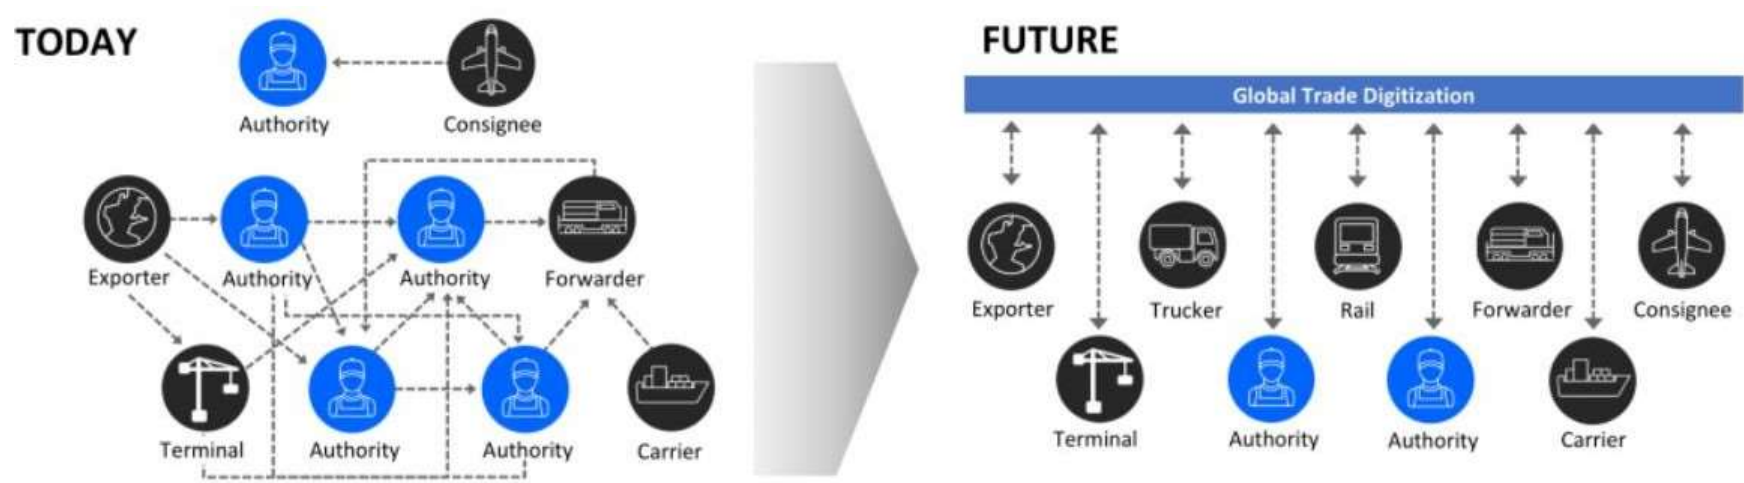 TODAY
Authority
Consignee
Exporter
Authority
Authority
Forwarder
Terminal
Authority
Authority
Carrier
FUTURE
Global Trade Digitization
Exporter
Trucker
Rail
Forwarder
Consignee
Terminal
Authority
Authority
Carrier